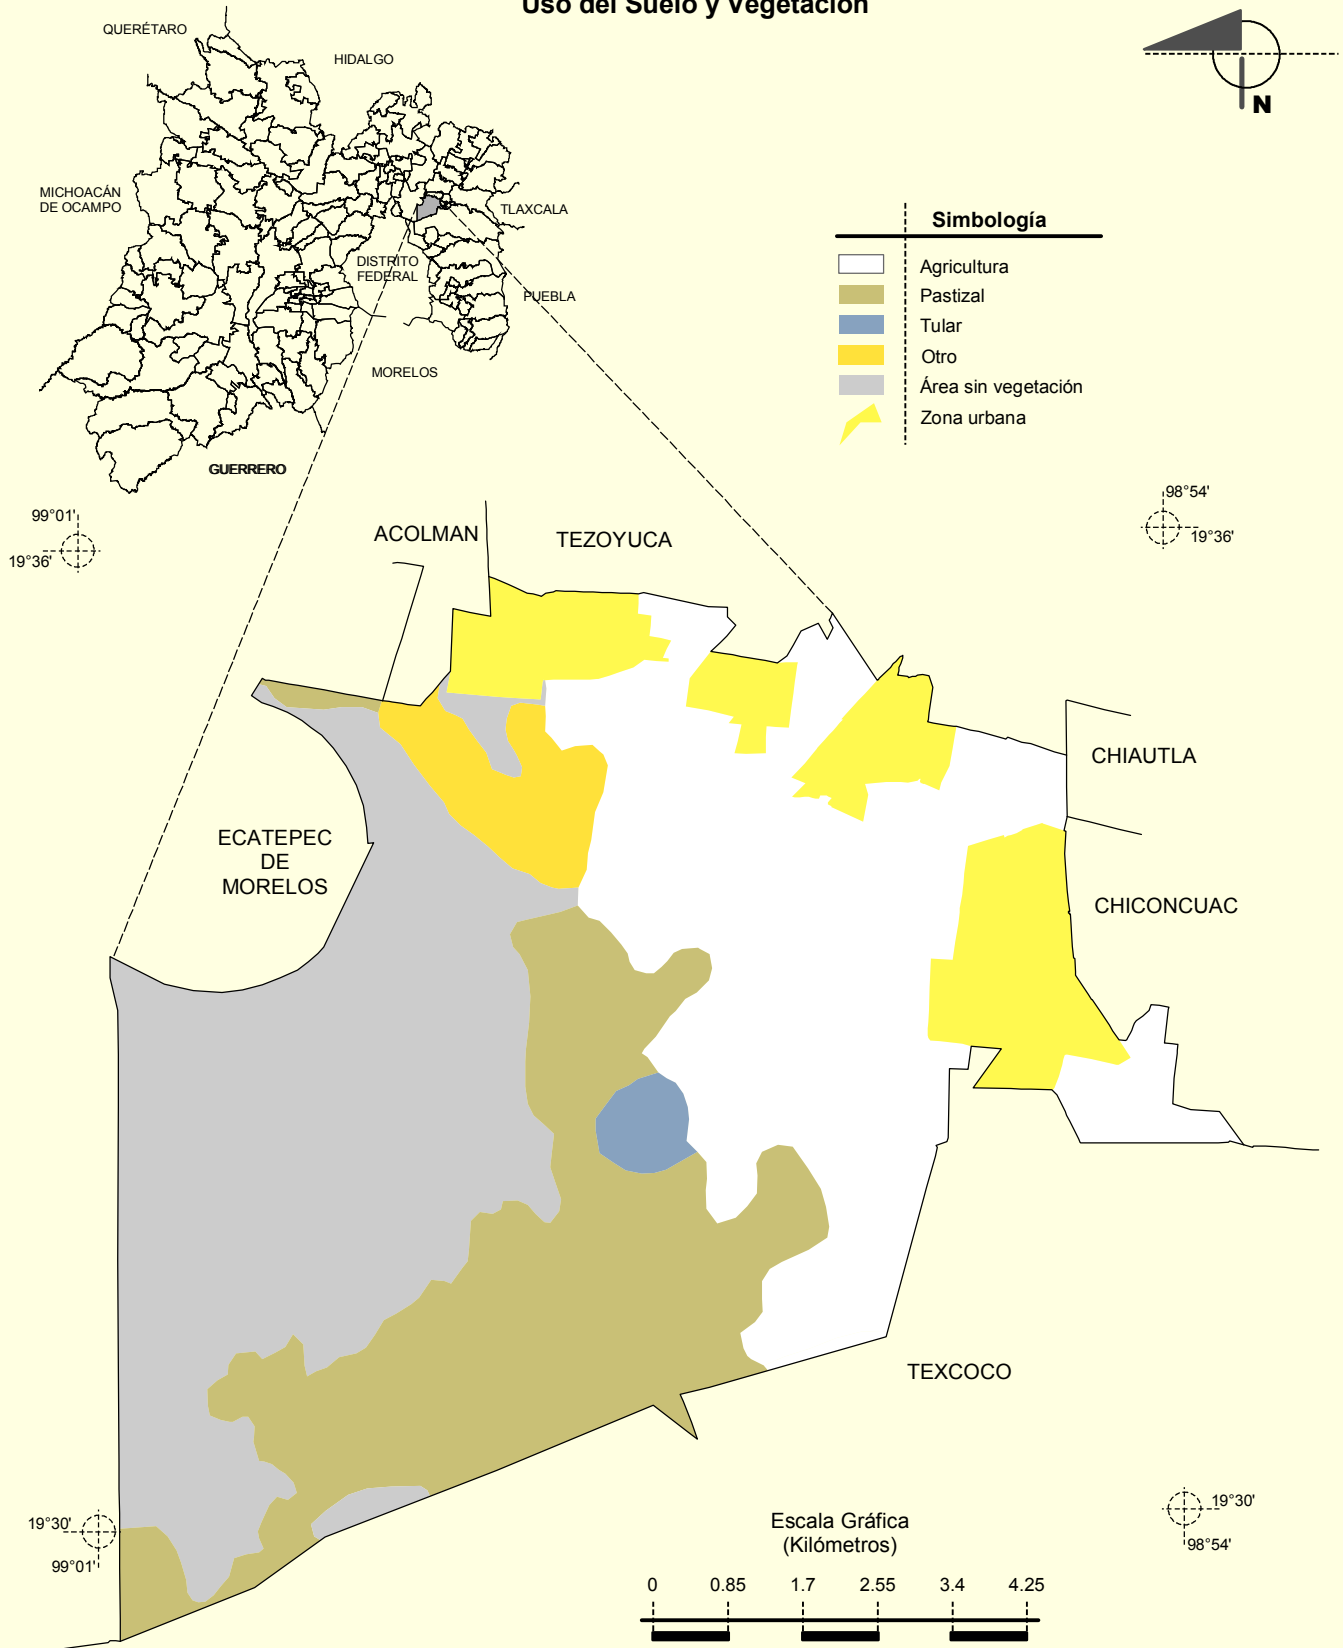 Uso del Suelo y Vegetación
QUERÉTARO
HIDALGO
N
MICHOACÁN
DE OCAMPO
TLAXCALA
DISTRITO
FEDERAL
PUEBLA
MORELOS
GUERRERO
Simbología
Agricultura
Pastizal
Tular
Otro
Área sin vegetación
Zona urbana
99°01'
19°36'
98°54'
19°36'
ACOLMAN
TEZOYUCA
CHIAUTLA
ECATEPEC
DE
MORELOS
CHICONCUAC
TEXCOCO
19°30'
99°01'
19°30'
98°54'
Escala Gráfica
(Kilómetros)
0 0.85 1.7 2.55 3.4 4.25